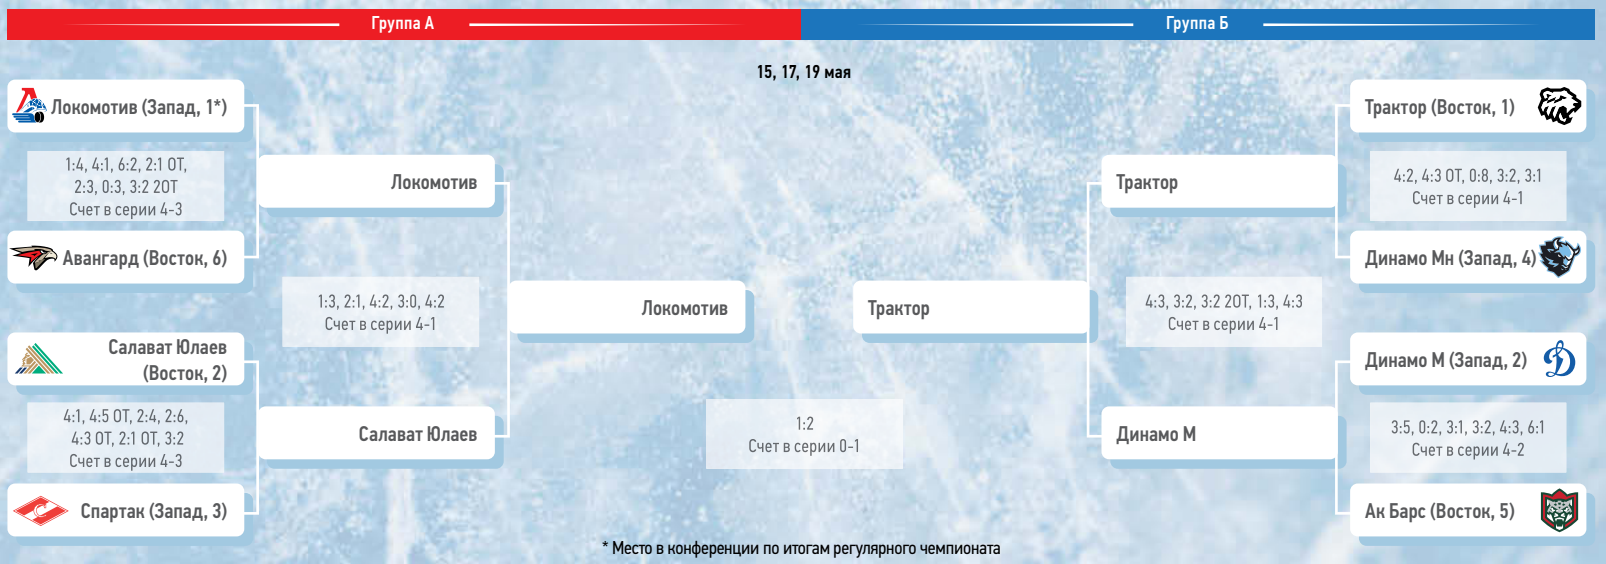 Группа А
Группа Б
15, 17, 19 мая
Локомотив (Запад, 1*)
1:4, 4:1, 6:2, 2:1 ОТ,
2:3, 0:3, 3:2 2ОТ
Счет в серии 4-3
Авангард (Восток, 6)
Локомотив
1:3, 2:1, 4:2, 3:0, 4:2
Счет в серии 4-1
Салават Юлаев
(Восток, 2)
4:1, 4:5 ОТ, 2:4, 2:6,
4:3 ОТ, 2:1 ОТ, 3:2
Счет в серии 4-3
Спартак (Запад, 3)
Салават Юлаев
Локомотив
1:2
Счет в серии 0-1
Трактор
Трактор
4:3, 3:2, 3:2 2ОТ, 1:3, 4:3
Счет в серии 4-1
Динамо М
Трактор (Восток, 1)
4:2, 4:3 ОТ, 0:8, 3:2, 3:1
Счет в серии 4-1
Динамо Мн (Запад, 4)
Динамо М (Запад, 2)
3:5, 0:2, 3:1, 3:2, 4:3, 6:1
Счет в серии 4-2
Ак Барс (Восток, 5)
* Место в конференции по итогам регулярного чемпионата